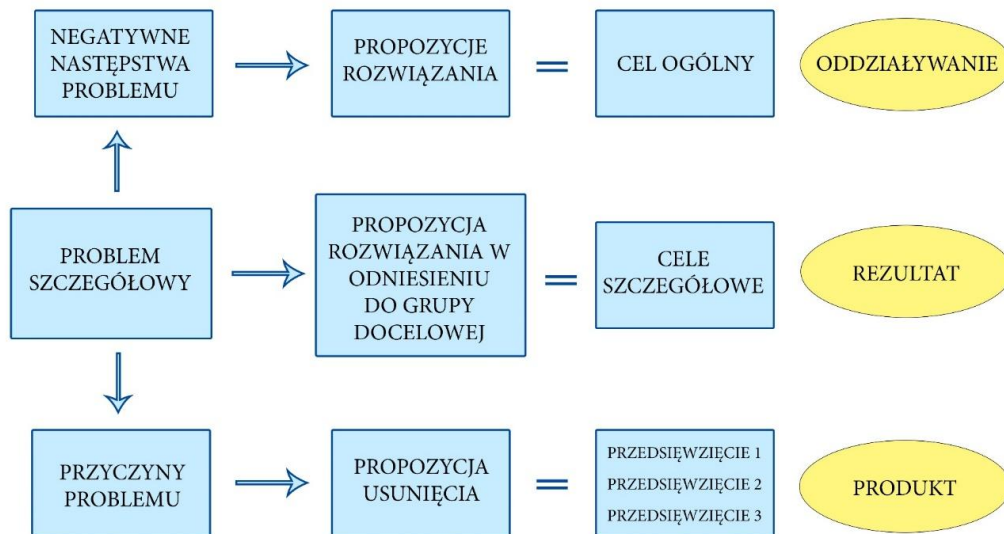 NEGATYWNE
NASTĘPSTWA
PROBLEMU
PROPOZYCJE
ROZWIĄZANIA
=
CEL OGÓLNY
ODDZIAŁYWANIE
PROBLEM
SZCZEGÓŁOWY
PROPOZYCJA
ROZWIĄZANIA W
ODNIESIENIU
DO GRUPY
DOCELOWEJ
=
CELE
SZCZEGÓŁOWE
REZULTAT
PRZYCZYNY
PROBLEMU
PROPOZYCJA
USUNIĘCIA
=
PRZEDSIĘWZIĘCIE 1
PRZEDSIĘWZIĘCIE 2
PRZEDSIĘWZIĘCIE 3
PRODUKT